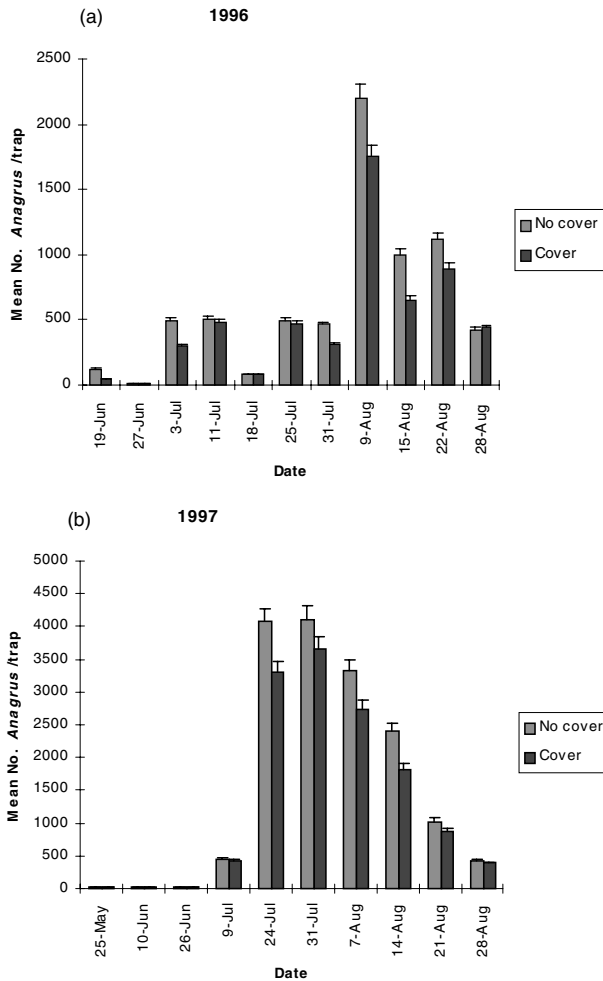 (a)
1996
2500
2000
1500
1000
500
0
Mean No. Anagrus /trap
19-Jun
27-Jun
3-Jul
11-Jul
18-Jul
25-Jul
31-Jul
9-Aug
15-Aug
22-Aug
28-Aug
Date
No cover
Cover
(b)
1997
5000
4500
4000
3500
3000
2500
2000
1500
1000
500
0
Mean No. Anagrus /trap
25-May
10-Jun
26-Jun
9-Jul
24-Jul
31-Jul
7-Aug
14-Aug
21-Aug
28-Aug
Date
No cover
Cover